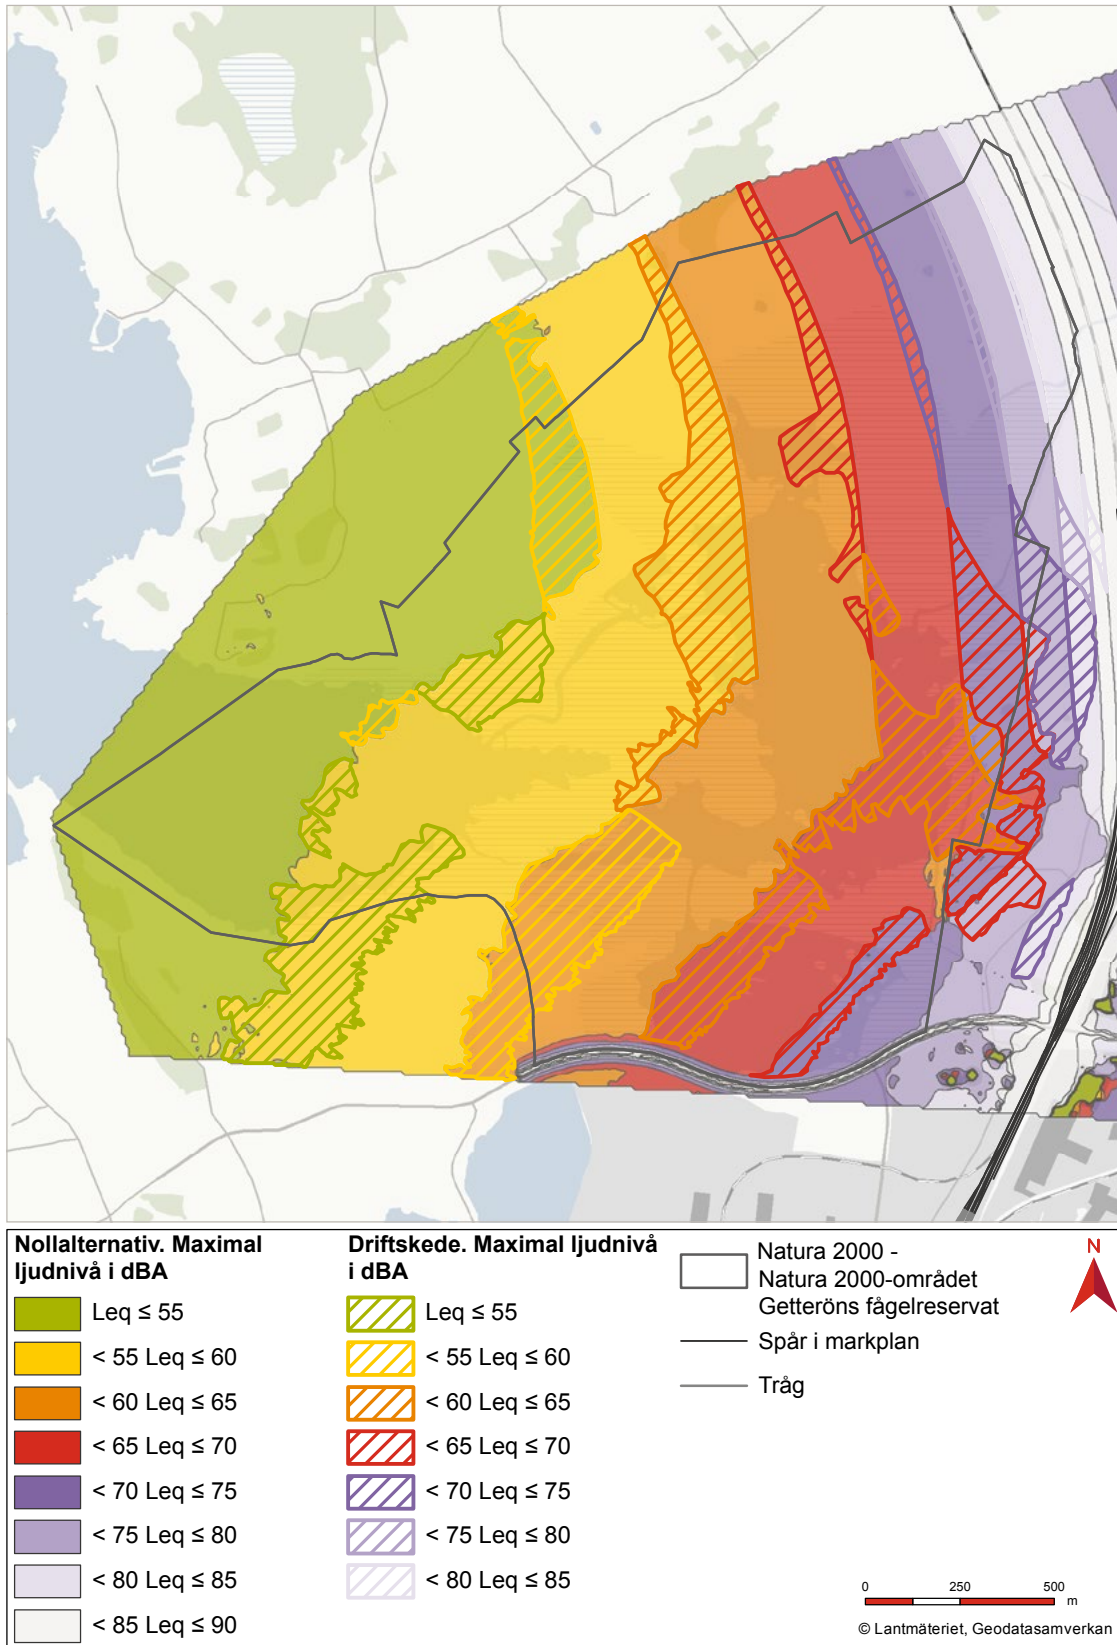 Nollalternativ. Maximal
ljudnivå i dBA
Leq ≤ 55
< 55 Leq ≤ 60
< 60 Leq ≤ 65
< 65 Leq ≤ 70
< 70 Leq ≤ 75
< 75 Leq ≤ 80
< 80 Leq ≤ 85
< 85 Leq ≤ 90
Driftskede. Maximal ljudnivå
i dBA
Leq ≤ 55
< 55 Leq ≤ 60
< 60 Leq ≤ 65
< 65 Leq ≤ 70
< 70 Leq ≤ 75
< 75 Leq ≤ 80
< 80 Leq ≤ 85
Natura 2000 -
Natura 2000-området
Getteröns fågelreservat
Spår i markplan
Tråg
N
0 250 500
m
© Lantmäteriet, Geodatasamverkan